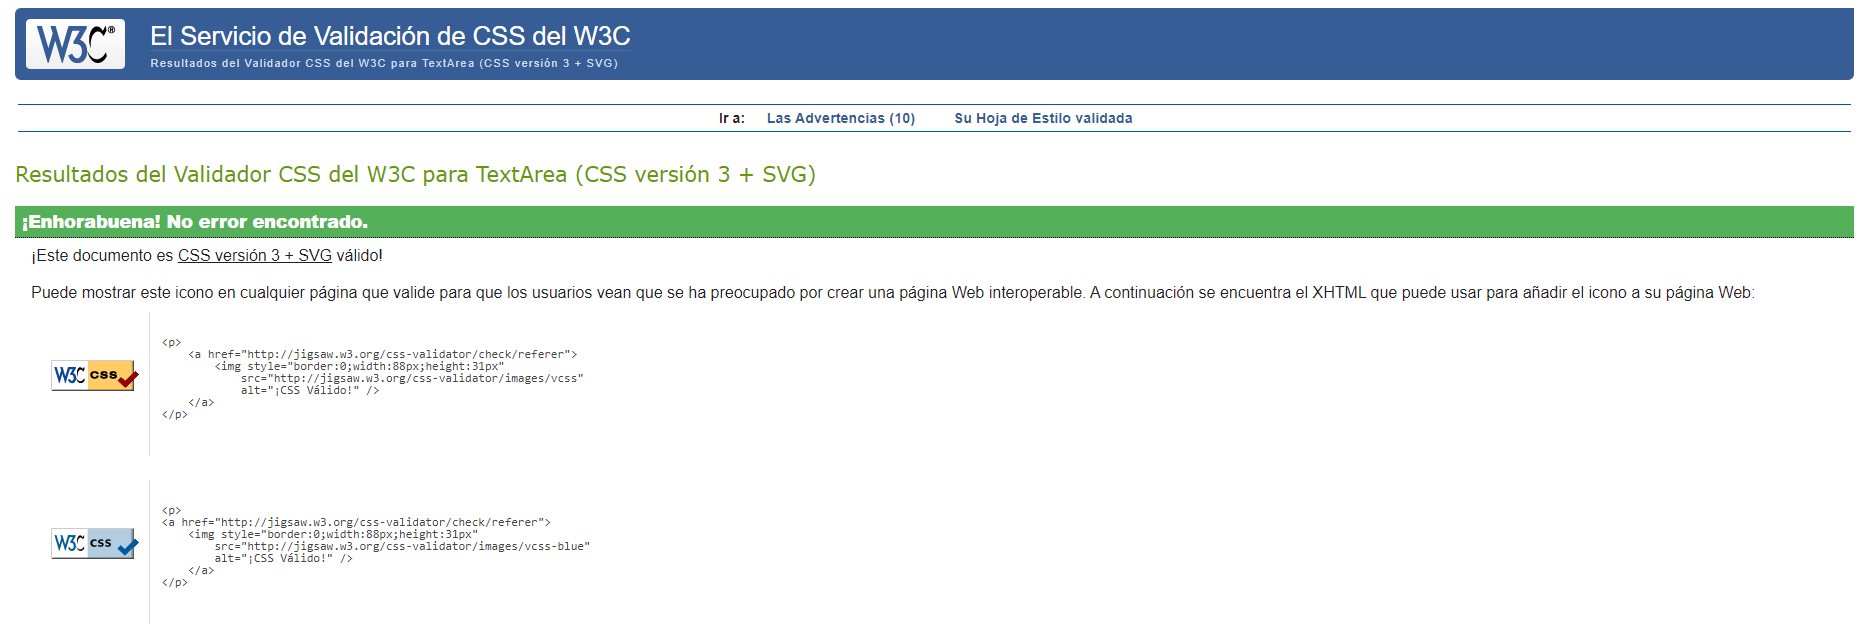 W3C®
El Servicio de Validación de CSS del W3C
Resultados del Validador CSS del W3C para TextArea (CSS versión 3 + SVG)
Ir a: Las Advertencias (10) Su Hoja de Estilo validada
Resultados del Validador CSS del W3C para TextArea (CSS versión 3 + SVG)
¡Enhorabuena! No error encontrado.
¡Este documento es CSS versión 3 + SVG válido!
Puede mostrar este icono en cualquier página que valide para que los usuarios vean que se ha preocupado por crear una página Web interoperable. A continuación se encuentra el XHTML que puede usar para añadir el icono a su página Web:
W3C css
<p>
<a href="http://jigsaw.w3.org/css-validator/check/referer">
<img style="border:0;width:88px;height:31px"
src="http://jigsaw.w3.org/css-validator/images/vcss"
alt="¡CSS Válido!" />
</a>
</p>
W3C css
<p>
<a href="http://jigsaw.w3.org/css-validator/check/referer">
<img style="border:0;width:88px;height:31px"
src="http://jigsaw.w3.org/css-validator/images/vcss-blue"
alt="¡CSS Válido!" />
</a>
</p>